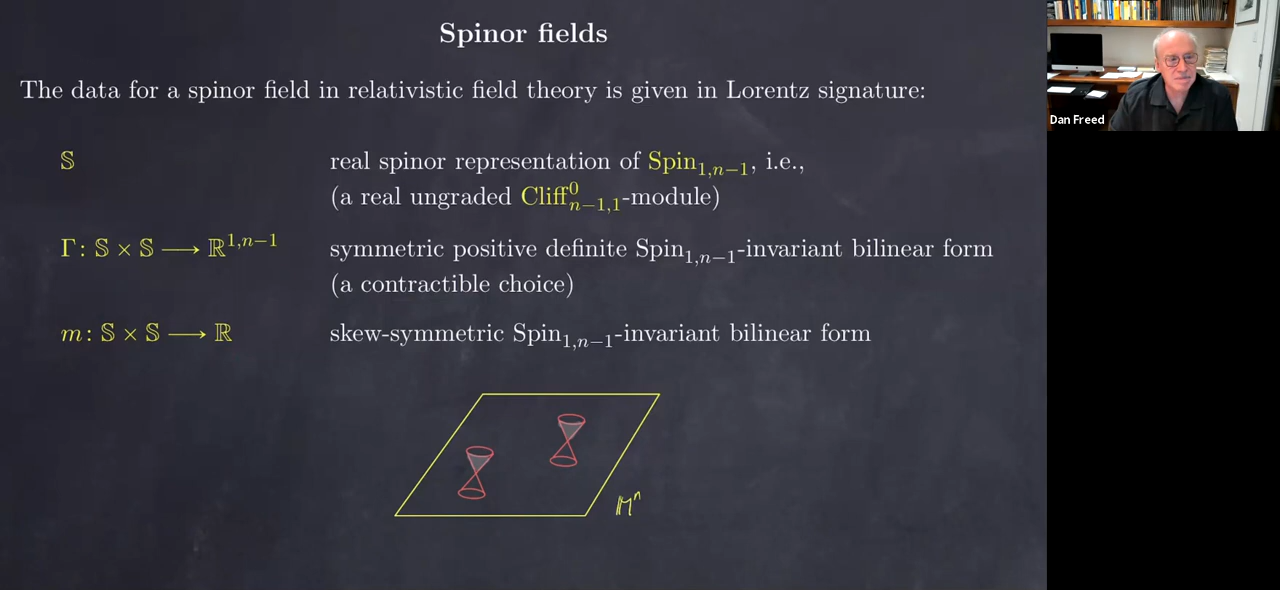 Spinor fields
The data for a spinor field in relativistic field theory is given in Lorentz signature:
𝕊 real spinor representation of Spin₁,ₙ₋₁, i.e.,
(a real ungraded Cliff⁰ₙ₋₁,₁-module)
Γ: 𝕊 × 𝕊 ⟶ ℝ¹,ⁿ⁻¹ symmetric positive definite Spin₁,ₙ₋₁-invariant bilinear form
(a contractible choice)
m: 𝕊 × 𝕊 ⟶ ℝ skew-symmetric Spin₁,ₙ₋₁-invariant bilinear form
𝕄ⁿ
Dan Freed